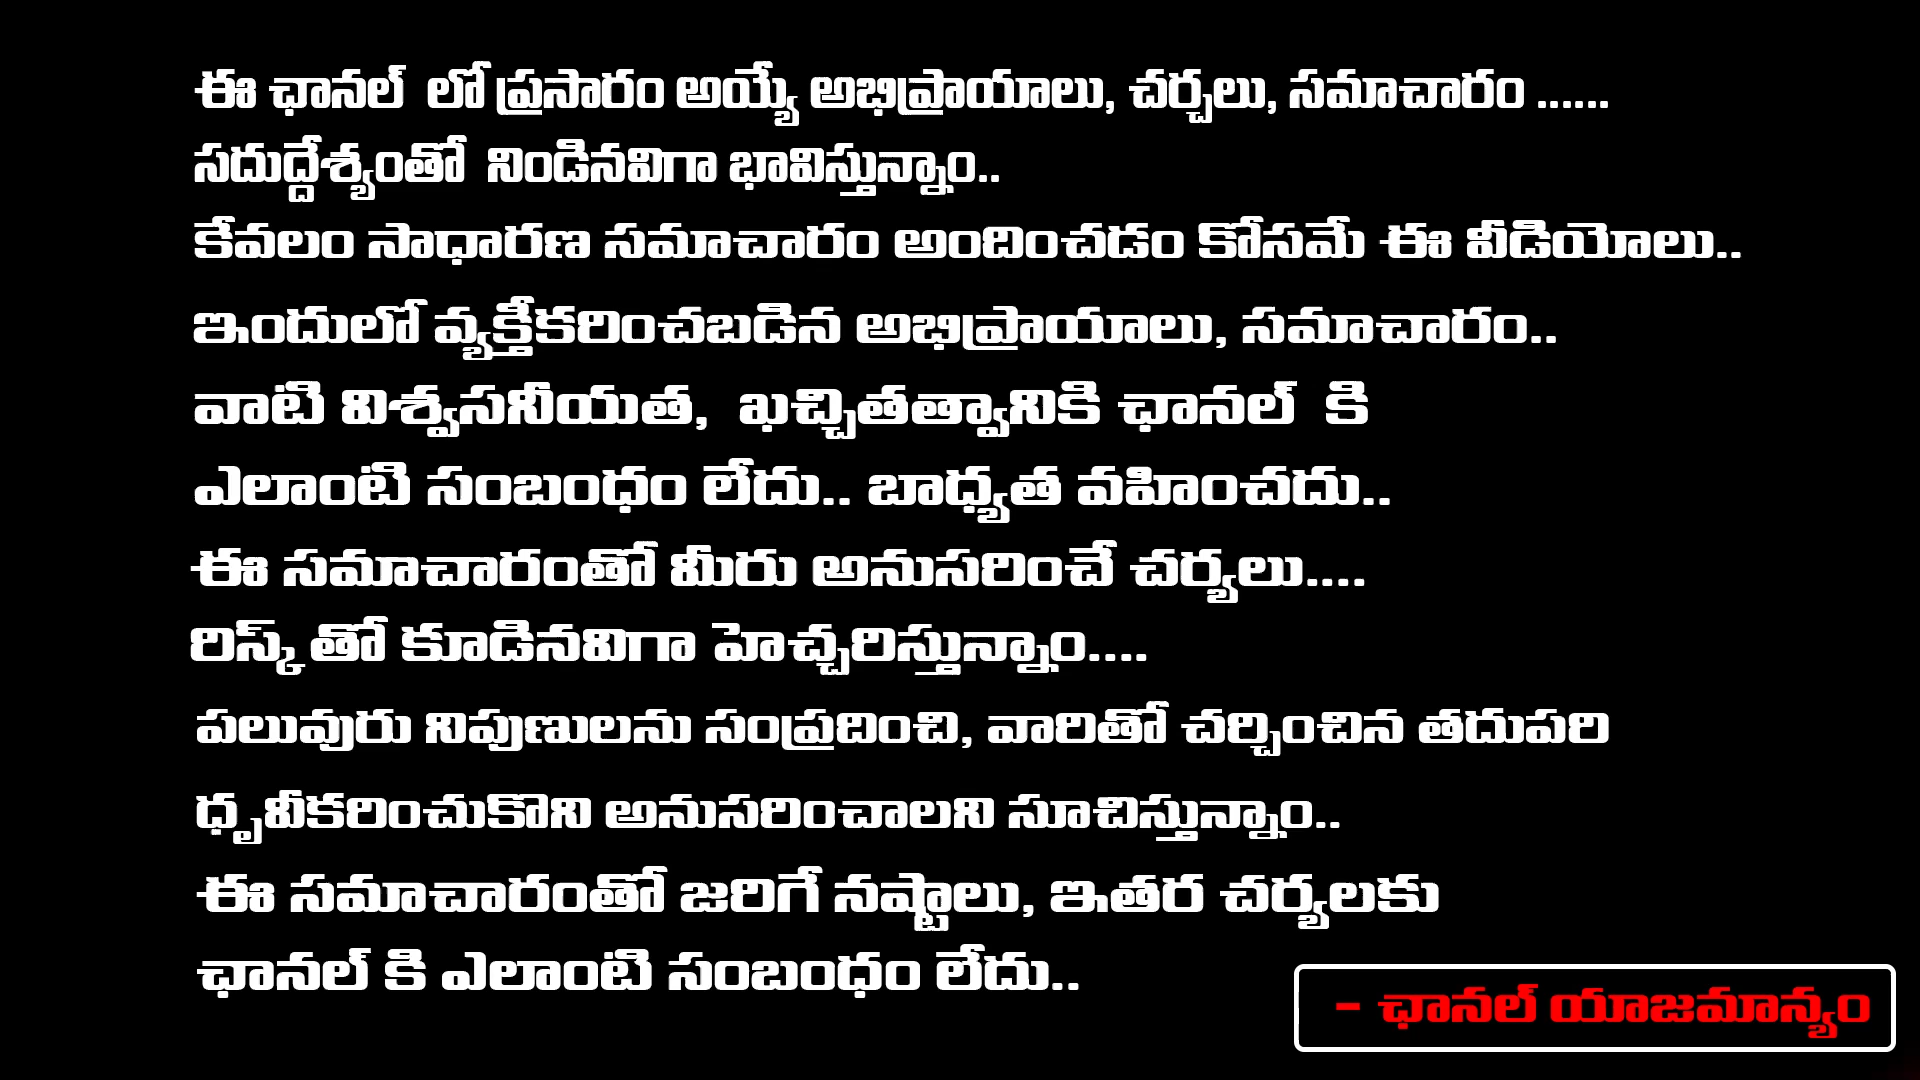 ఈ ఛానల్ లో ప్రసారం అయ్యే అభిప్రాయాలు, చర్చలు, సమాచారం ......
సదుద్దేశ్యంతో నిండినవిగా భావిస్తున్నాం..
కేవలం సాధారణ సమాచారం అందించడం కోసమే ఈ వీడియోలు..
ఇందులో వ్యక్తీకరించబడిన అభిప్రాయాలు, సమాచారం..
వాటి విశ్వసనీయత, ఖచ్చితత్వానికి ఛానల్ కి
ఎలాంటి సంబంధం లేదు.. బాధ్యత వహించదు..
ఈ సమాచారంతో మీరు అనుసరించే చర్యలు....
రిస్క్ తో కూడినవిగా హెచ్చరిస్తున్నాం....
పలువురు నిపుణులను సంప్రదించి, వారితో చర్చించిన తదుపరి
ధృవీకరించుకొని అనుసరించాలని సూచిస్తున్నాం..
ఈ సమాచారంతో జరిగే నష్టాలు, ఇతర చర్యలకు
ఛానల్ కి ఎలాంటి సంబంధం లేదు..
- ఛానల్ యాజమాన్యం